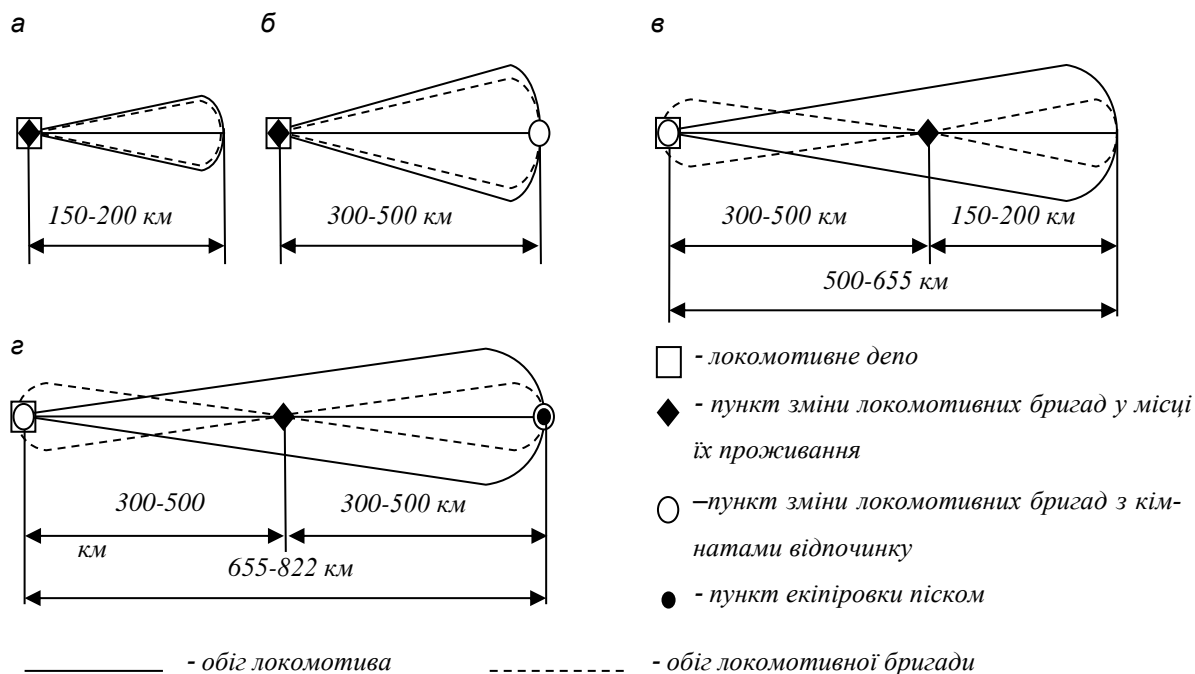 а
б
в
150-200 км
300-500 км
300-500 км
150-200 км
500-655 км
г
300-500
км
300-500 км
655-822 км
- локомотивне депо
- пункт зміни локомотивних бригад у місці
їх проживання
–пункт зміни локомотивних бригад з кім-
натами відпочинку
- пункт екіпіровки піском
- обіг локомотива
- обіг локомотивної бригади